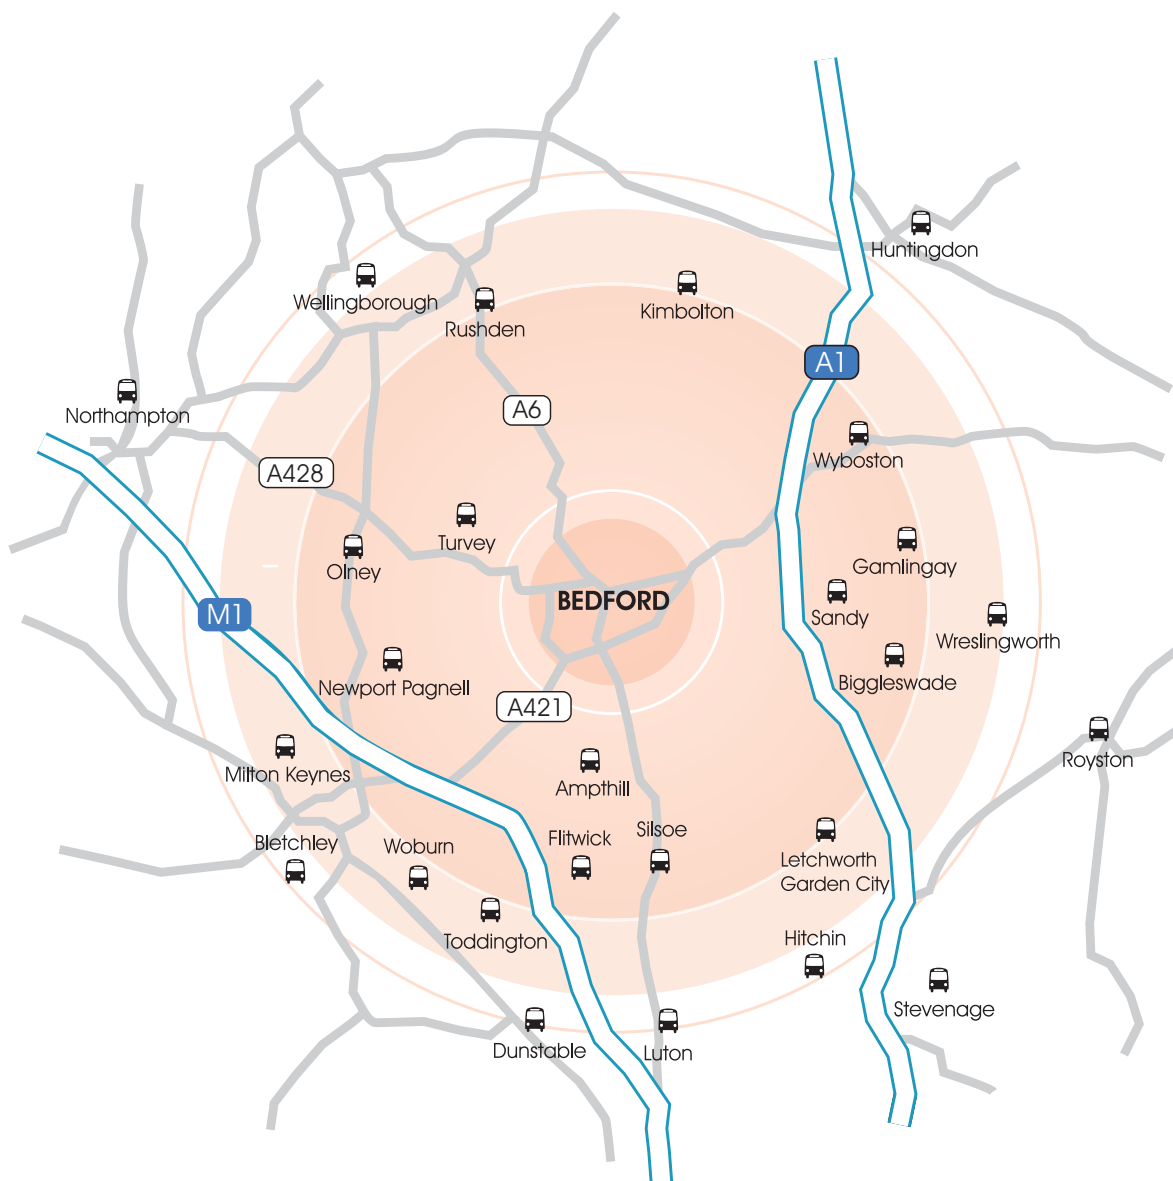 Huntingdon
Wellingborough
Kimbolton
Rushden
A1
Northampton
A6
Wyboston
A428
Turvey
Gamlingay
Olney
BEDFORD
M1
Sandy
Wreslingworth
Newport Pagnell
Biggleswade
A421
Royston
Milton Keynes
Ampthill
Silsoe
Flitwick
Bletchley
Woburn
Letchworth
Garden City
Toddington
Hitchin
Stevenage
Dunstable
Luton